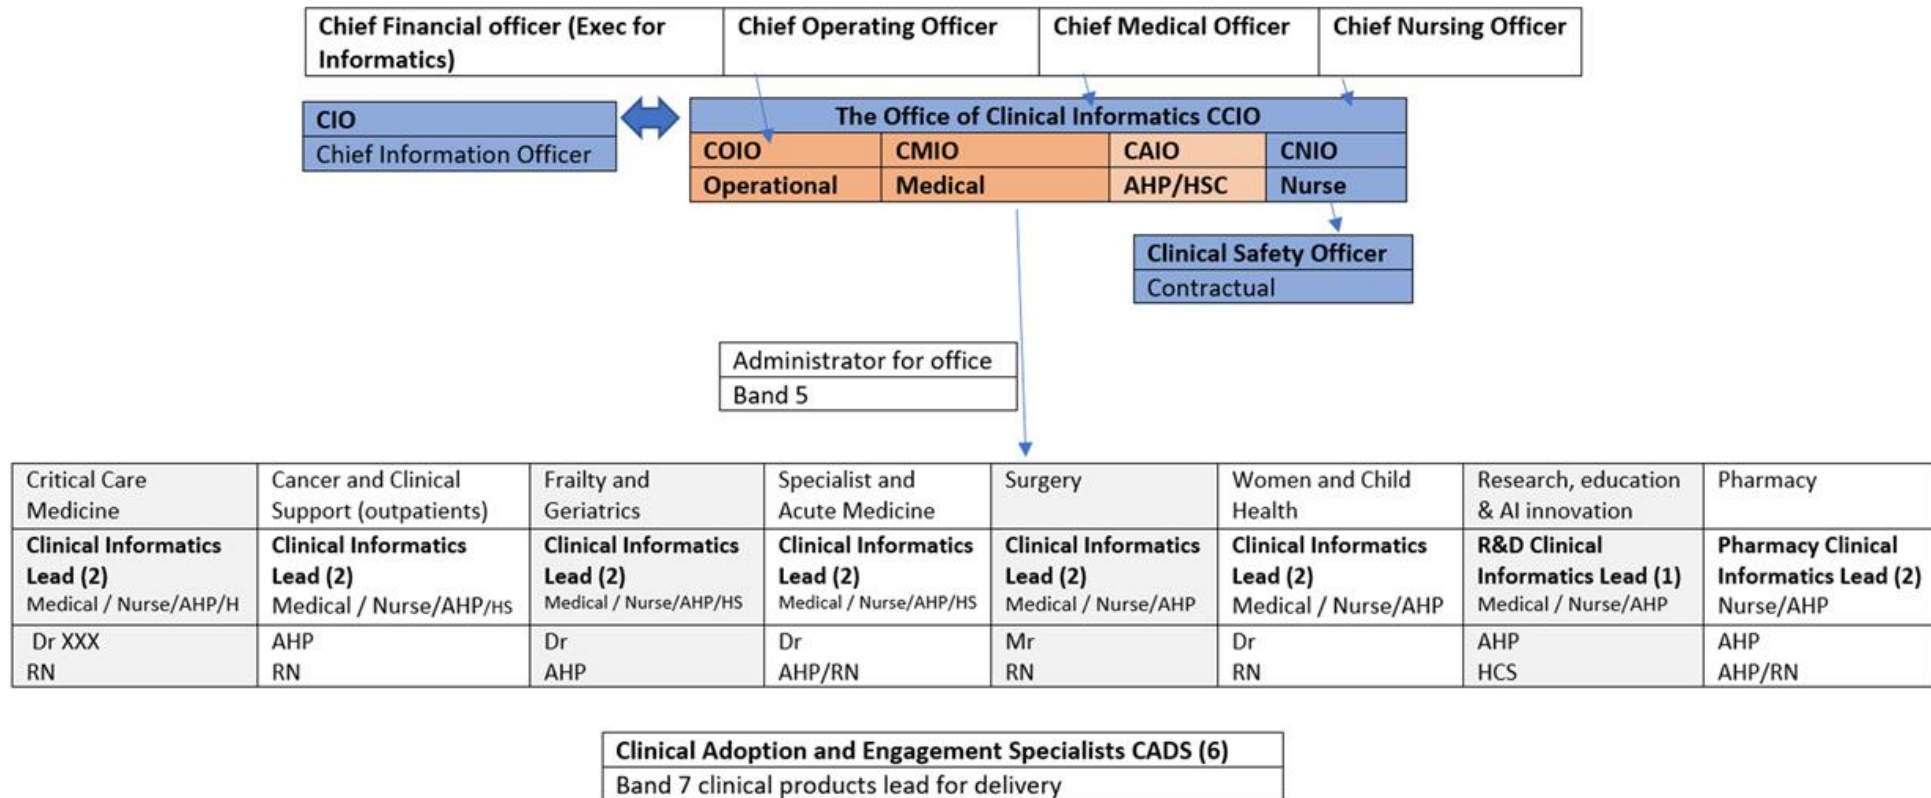 Chief Financial officer (Exec for
Informatics)
Chief Operating Officer
Chief Medical Officer
Chief Nursing Officer
CIO
Chief Information Officer
The Office of Clinical Informatics CCIO
COIO
CMIO
CAIO
CNIO
Operational
Medical
AHP/HSC
Nurse
Clinical Safety Officer
Contractual
Administrator for office
Band 5
Critical Care
Medicine
Cancer and Clinical
Support (outpatients)
Frailty and
Geriatrics
Specialist and
Acute Medicine
Surgery
Women and Child
Health
Research, education
& AI innovation
Pharmacy
Clinical Informatics
Lead (2)
Medical / Nurse/AHP/H
Clinical Informatics
Lead (2)
Medical / Nurse/AHP/HS
Clinical Informatics
Lead (2)
Medical / Nurse/AHP/HS
Clinical Informatics
Lead (2)
Medical / Nurse/AHP/HS
Clinical Informatics
Lead (2)
Medical / Nurse/AHP
Clinical Informatics
Lead (2)
Medical / Nurse/AHP
R&D Clinical
Informatics Lead (1)
Medical / Nurse/AHP
Pharmacy Clinical
Informatics Lead (2)
Nurse/AHP
Dr XXX
RN
AHP
RN
Dr
AHP
Dr
AHP/RN
Mr
RN
Dr
RN
AHP
HCS
AHP
AHP/RN
Clinical Adoption and Engagement Specialists CADS (6)
Band 7 clinical products lead for delivery